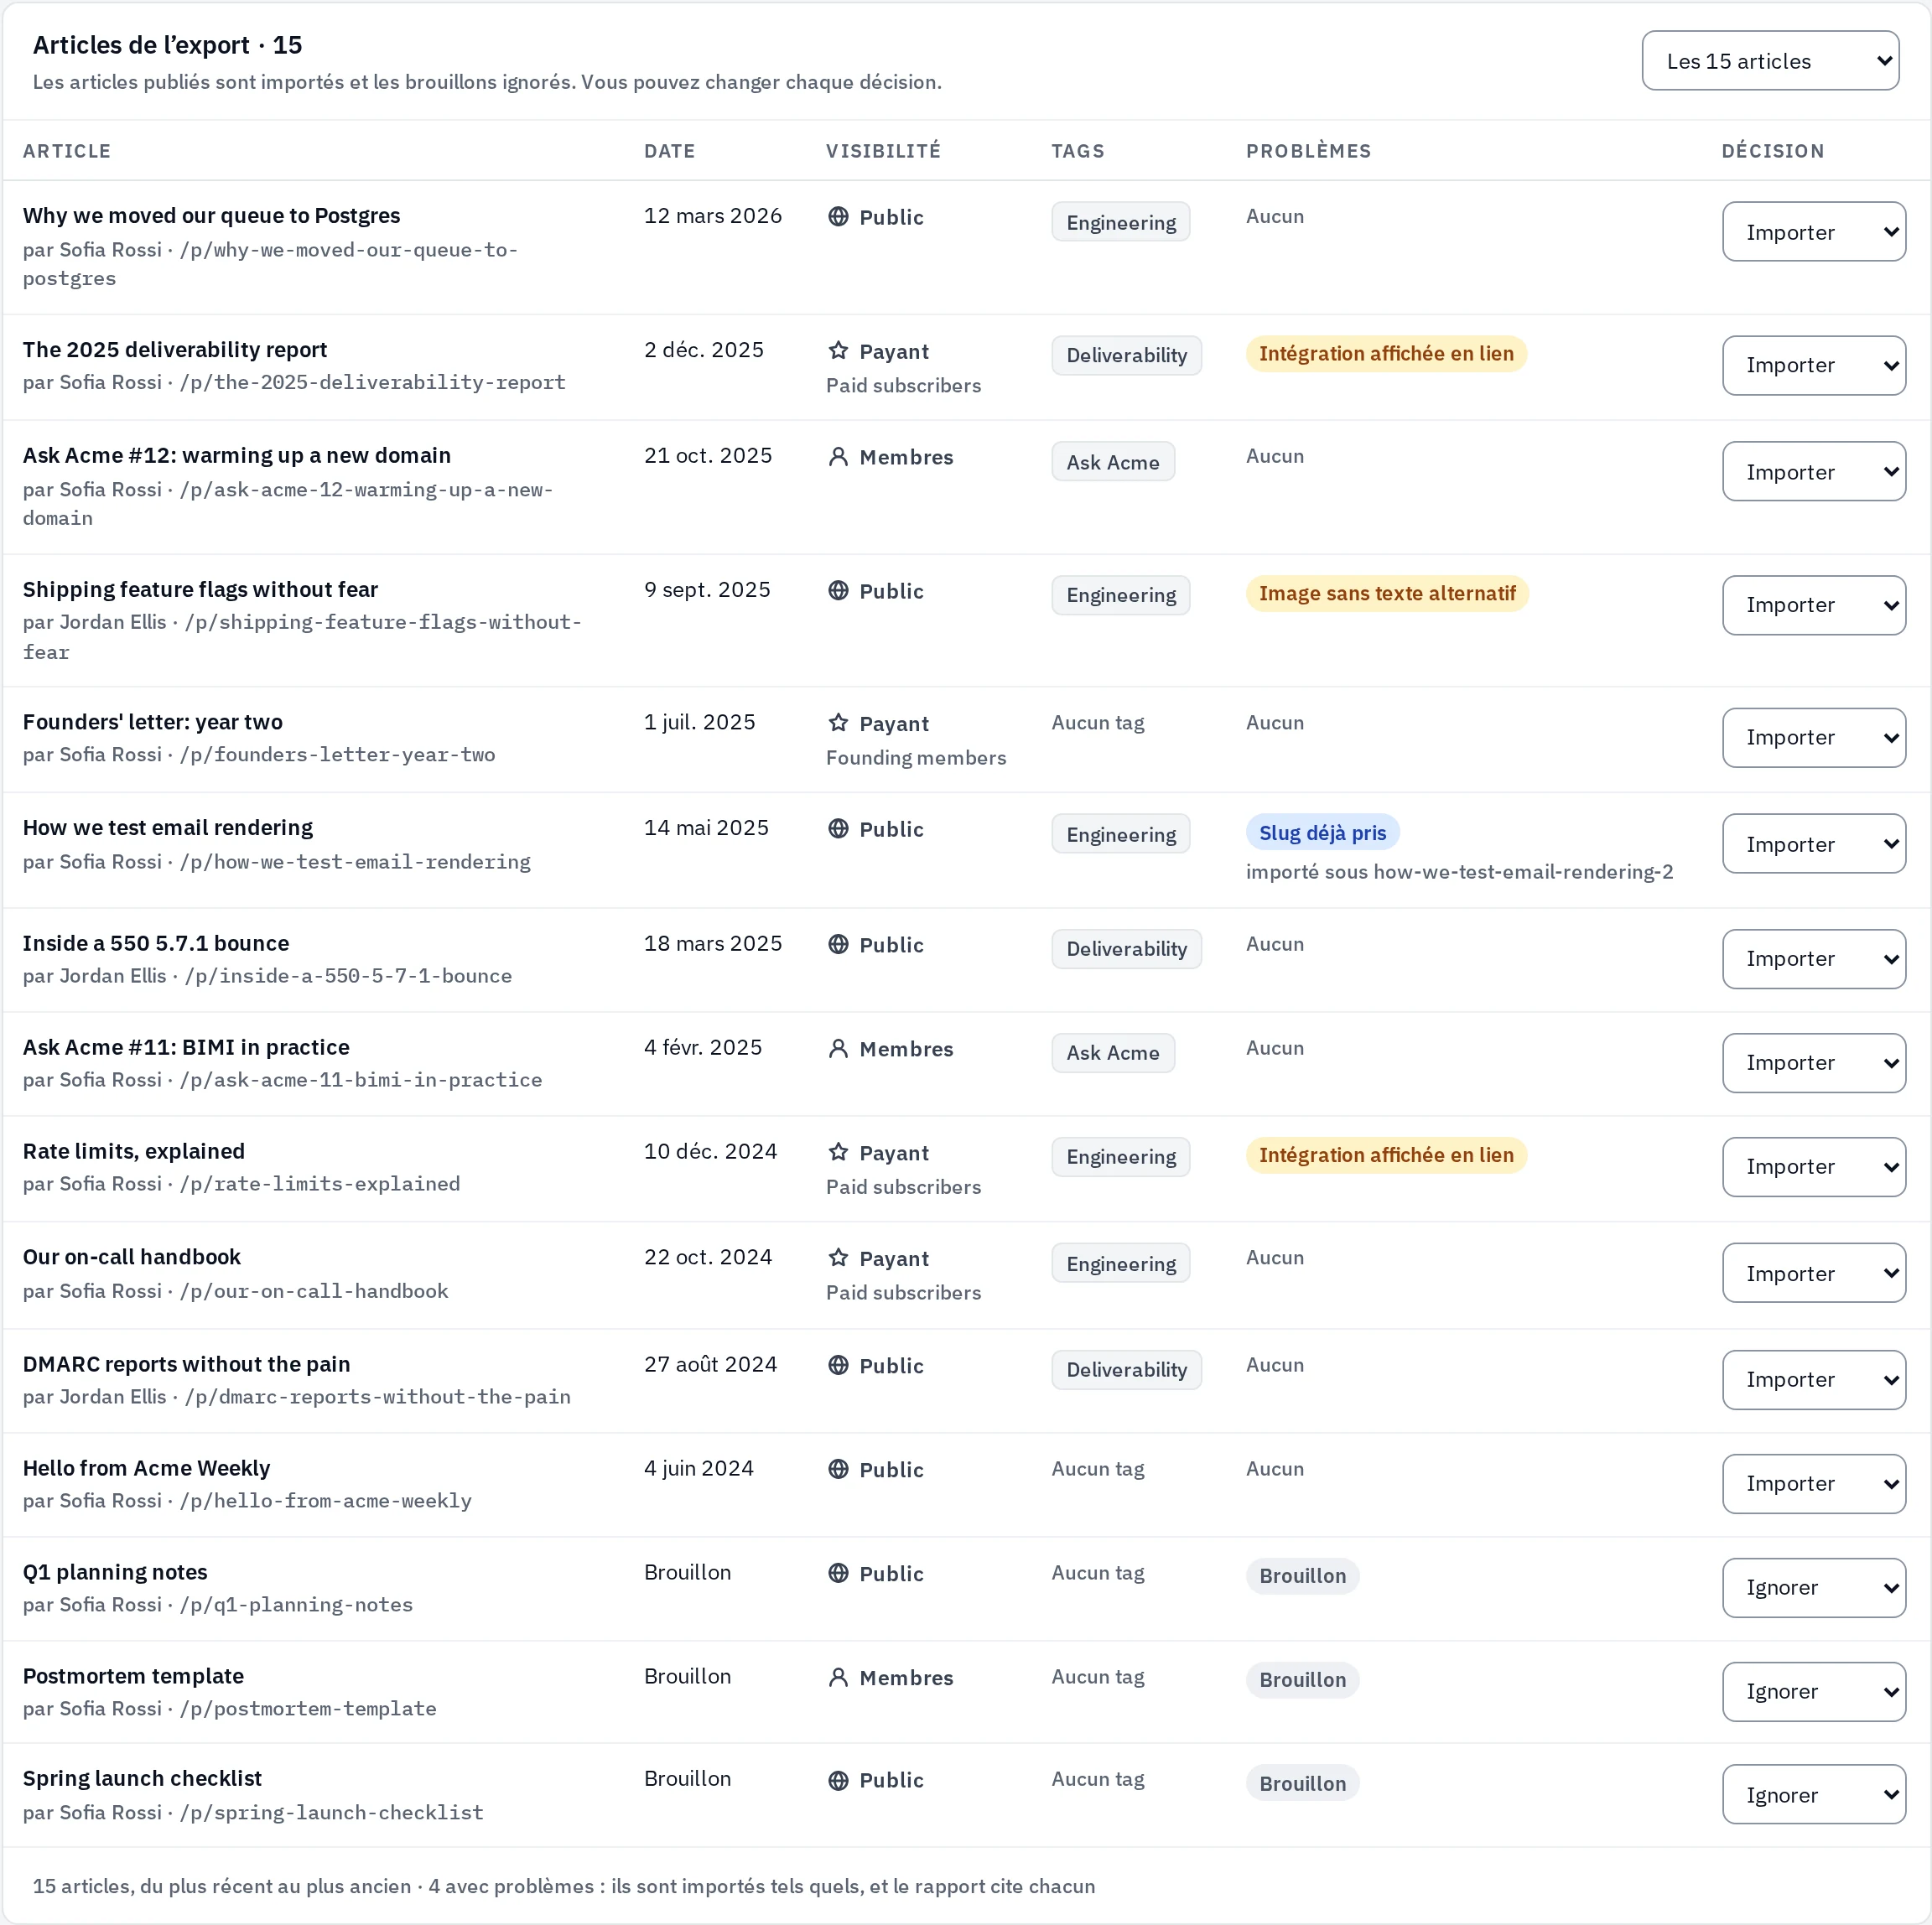 Articles de l’export · 15
Les articles publiés sont importés et les brouillons ignorés. Vous pouvez changer chaque décision.
Les 15 articles
ARTICLE DATE VISIBILITÉ TAGS PROBLÈMES DÉCISION
Why we moved our queue to Postgres 12 mars 2026 Public Engineering Aucun Importer
par Sofia Rossi · /p/why-we-moved-our-queue-to-
postgres
The 2025 deliverability report 2 déc. 2025 Payant Deliverability Intégration affichée en lien Importer
par Sofia Rossi · /p/the-2025-deliverability-report Paid subscribers
Ask Acme #12: warming up a new domain 21 oct. 2025 Membres Ask Acme Aucun Importer
par Sofia Rossi · /p/ask-acme-12-warming-up-a-new-
domain
Shipping feature flags without fear 9 sept. 2025 Public Engineering Image sans texte alternatif Importer
par Jordan Ellis · /p/shipping-feature-flags-without-
fear
Founders' letter: year two 1 juil. 2025 Payant Aucun tag Aucun Importer
par Sofia Rossi · /p/founders-letter-year-two Founding members
How we test email rendering 14 mai 2025 Public Engineering Slug déjà pris Importer
par Sofia Rossi · /p/how-we-test-email-rendering importé sous how-we-test-email-rendering-2
Inside a 550 5.7.1 bounce 18 mars 2025 Public Deliverability Aucun Importer
par Jordan Ellis · /p/inside-a-550-5-7-1-bounce
Ask Acme #11: BIMI in practice 4 févr. 2025 Membres Ask Acme Aucun Importer
par Sofia Rossi · /p/ask-acme-11-bimi-in-practice
Rate limits, explained 10 déc. 2024 Payant Engineering Intégration affichée en lien Importer
par Sofia Rossi · /p/rate-limits-explained Paid subscribers
Our on-call handbook 22 oct. 2024 Payant Engineering Aucun Importer
par Sofia Rossi · /p/our-on-call-handbook Paid subscribers
DMARC reports without the pain 27 août 2024 Public Deliverability Aucun Importer
par Jordan Ellis · /p/dmarc-reports-without-the-pain
Hello from Acme Weekly 4 juin 2024 Public Aucun tag Aucun Importer
par Sofia Rossi · /p/hello-from-acme-weekly
Q1 planning notes Brouillon Public Aucun tag Brouillon Ignorer
par Sofia Rossi · /p/q1-planning-notes
Postmortem template Brouillon Membres Aucun tag Brouillon Ignorer
par Sofia Rossi · /p/postmortem-template
Spring launch checklist Brouillon Public Aucun tag Brouillon Ignorer
par Sofia Rossi · /p/spring-launch-checklist
15 articles, du plus récent au plus ancien · 4 avec problèmes : ils sont importés tels quels, et le rapport cite chacun